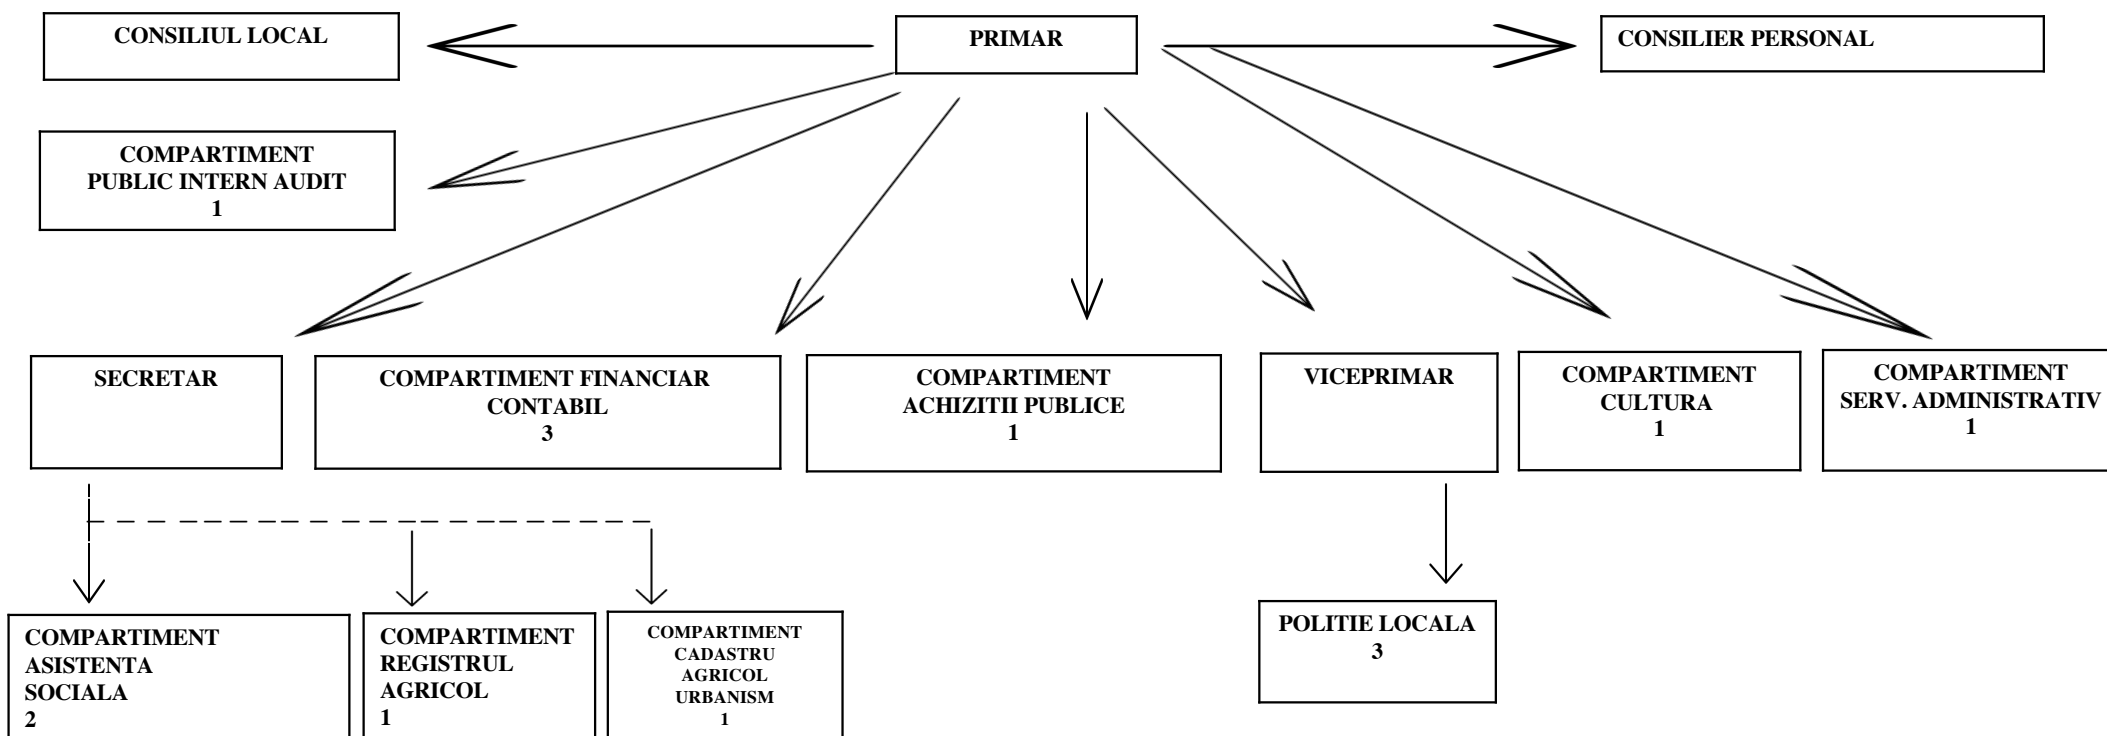 CONSILIUL LOCAL
PRIMAR
CONSILIER PERSONAL
COMPARTIMENT
PUBLIC INTERN AUDIT
1
SECRETAR
COMPARTIMENT FINANCIAR
CONTABIL
3
COMPARTIMENT
ACHIZITII PUBLICE
1
VICEPRIMAR
COMPARTIMENT
CULTURA
1
COMPARTIMENT
SERV. ADMINISTRATIV
1
COMPARTIMENT
ASISTENTA
SOCIALA
2
COMPARTIMENT
REGISTRUL
AGRICOL
1
COMPARTIMENT
CADASTRU
AGRICOL
URBANISM
1
POLITIE LOCALA
3